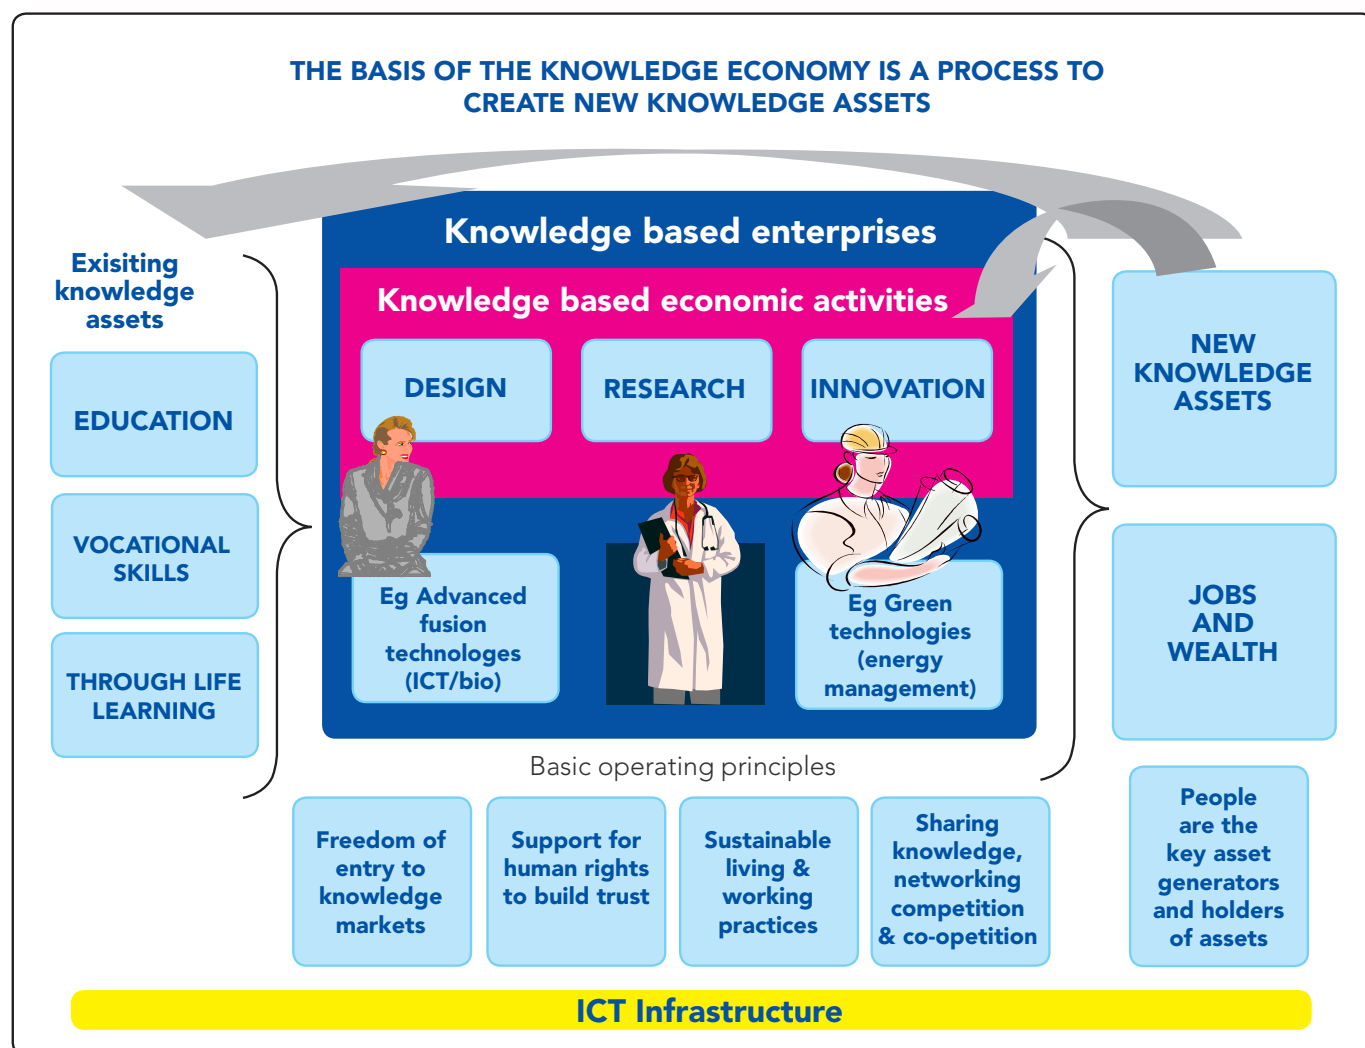 THE BASIS OF THE KNOWLEDGE ECONOMY IS A PROCESS TO
CREATE NEW KNOWLEDGE ASSETS
Exisiting
knowledge
assets
EDUCATION
VOCATIONAL
SKILLS
THROUGH LIFE
LEARNING
Knowledge based enterprises
Knowledge based economic activities
DESIGN
RESEARCH
INNOVATION
Eg Advanced
fusion
technologes
(ICT/bio)
Eg Green
technologies
(energy
management)
NEW
KNOWLEDGE
ASSETS
JOBS
AND
WEALTH
Basic operating principles
Freedom of
entry to
knowledge
markets
Support for
human rights
to build trust
Sustainable
living &
working
practices
Sharing
knowledge,
networking
competition
& co-opetition
People
are the
key asset
generators
and holders
of assets
ICT Infrastructure